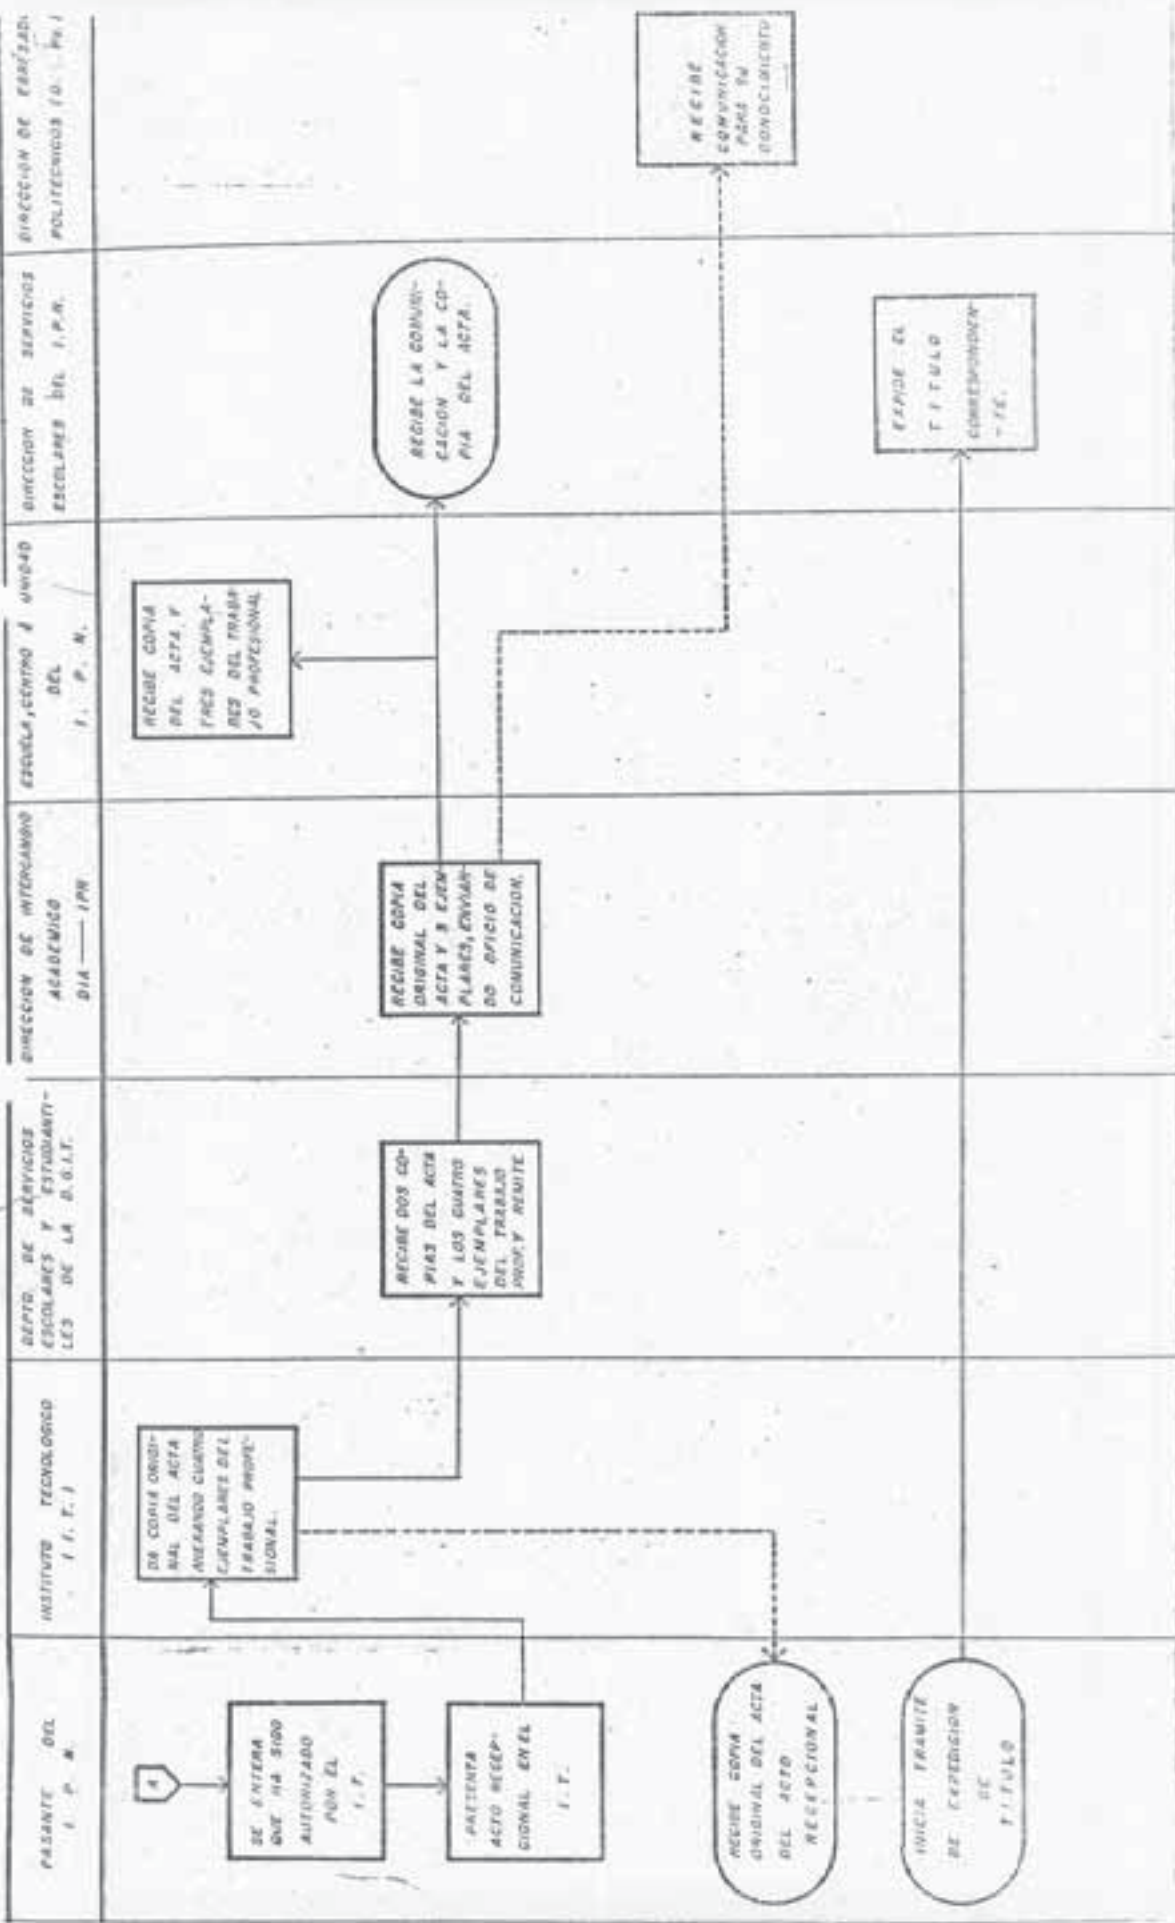 PASANTE DEL
I. P. N.
INSTITUTO TECNOLOGICO
( I. T. )
DEPTO. DE SERVICIOS
ESCOLARES Y ESTUDIANTI-
LES DE LA D.G.I.T.
DIRECCION DE INTERCAMBIO
ACADEMICO
DIA — IPN
ESCUELA, CENTRO ó UNIDAD
DEL
I. P. N.
DIRECCION DE SERVICIOS
ESCOLARES DEL I.P.N.
DIRECCION DE
POLITECNICOS
A
SE ENTERA
QUE HA SIDO
AUTORIZADO
POR EL
I.T.
PRESENTA
ACTO RECEP-
CIONAL EN EL
I.T.
RECIBE COPIA
ORIGINAL DEL ACTA
DEL ACTO
RECEPCIONAL
INICIA TRAMITE
DE EXPEDICION
DE
TITULO
DA COPIA ORIGI-
NAL DEL ACTA
ANEXANDO CUATRO
EJEMPLARES DEL
TRABAJO PROFE-
SIONAL.
RECIBE DOS CO-
PIAS DEL ACTA
Y LOS CUATRO
EJEMPLARES
DEL TRABAJO
PROF. Y REMITE
RECIBE COPIA
ORIGINAL DEL
ACTA Y 3 EJEM
PLARES, ENVIAN-
DO OFICIO DE
COMUNICACION.
RECIBE COPIA
DEL ACTA Y
TRES EJEMPLA-
RES DEL TRABA
JO PROFESIONAL
RECIBE LA COMUNI-
CACION Y LA CO-
PIA DEL ACTA.
EXPIDE EL
TITULO
CORRESPONDIEN
-TE.
RECIBE
COMUNICACION
PARA SU
CONOCIMIENTO